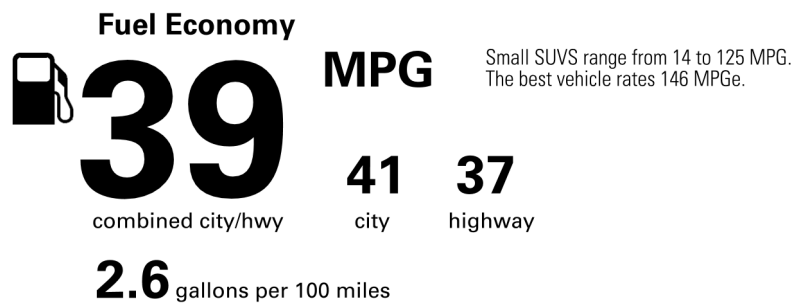 Fuel Economy
39 MPG
Small SUVS range from 14 to 125 MPG.
The best vehicle rates 146 MPGe.
combined city/hwy
41
city
37
highway
2.6 gallons per 100 miles